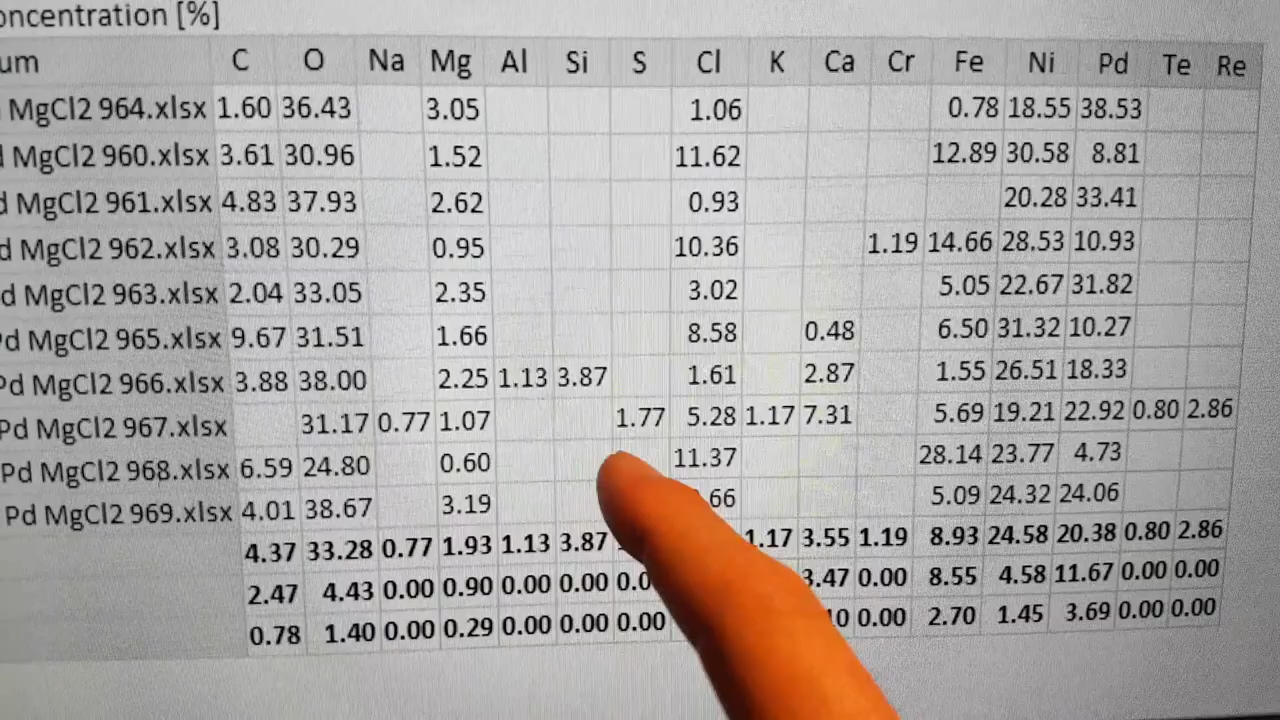 oncentration [%]
um C O Na Mg Al Si S Cl K Ca Cr Fe Ni Pd Te Re
MgCl2 964.xlsx 1.60 36.43 3.05 1.06 0.78 18.55 38.53
d MgCl2 960.xlsx 3.61 30.96 1.52 11.62 12.89 30.58 8.81
d MgCl2 961.xlsx 4.83 37.93 2.62 0.93 20.28 33.41
d MgCl2 962.xlsx 3.08 30.29 0.95 10.36 1.19 14.66 28.53 10.93
d MgCl2 963.xlsx 2.04 33.05 2.35 3.02 5.05 22.67 31.82
Pd MgCl2 965.xlsx 9.67 31.51 1.66 8.58 0.48 6.50 31.32 10.27
Pd MgCl2 966.xlsx 3.88 38.00 2.25 1.13 3.87 1.61 2.87 1.55 26.51 18.33
Pd MgCl2 967.xlsx 31.17 0.77 1.07 1.77 5.28 1.17 7.31 5.69 19.21 22.92 0.80 2.86
Pd MgCl2 968.xlsx 6.59 24.80 0.60 11.37 28.14 23.77 4.73
Pd MgCl2 969.xlsx 4.01 38.67 3.19 .66 5.09 24.32 24.06
4.37 33.28 0.77 1.93 1.13 3.87 1.17 3.55 1.19 8.93 24.58 20.38 0.80 2.86
2.47 4.43 0.00 0.90 0.00 0.00 0.0 3.47 0.00 8.55 4.58 11.67 0.00 0.00
0.78 1.40 0.00 0.29 0.00 0.00 0.00 10 0.00 2.70 1.45 3.69 0.00 0.00